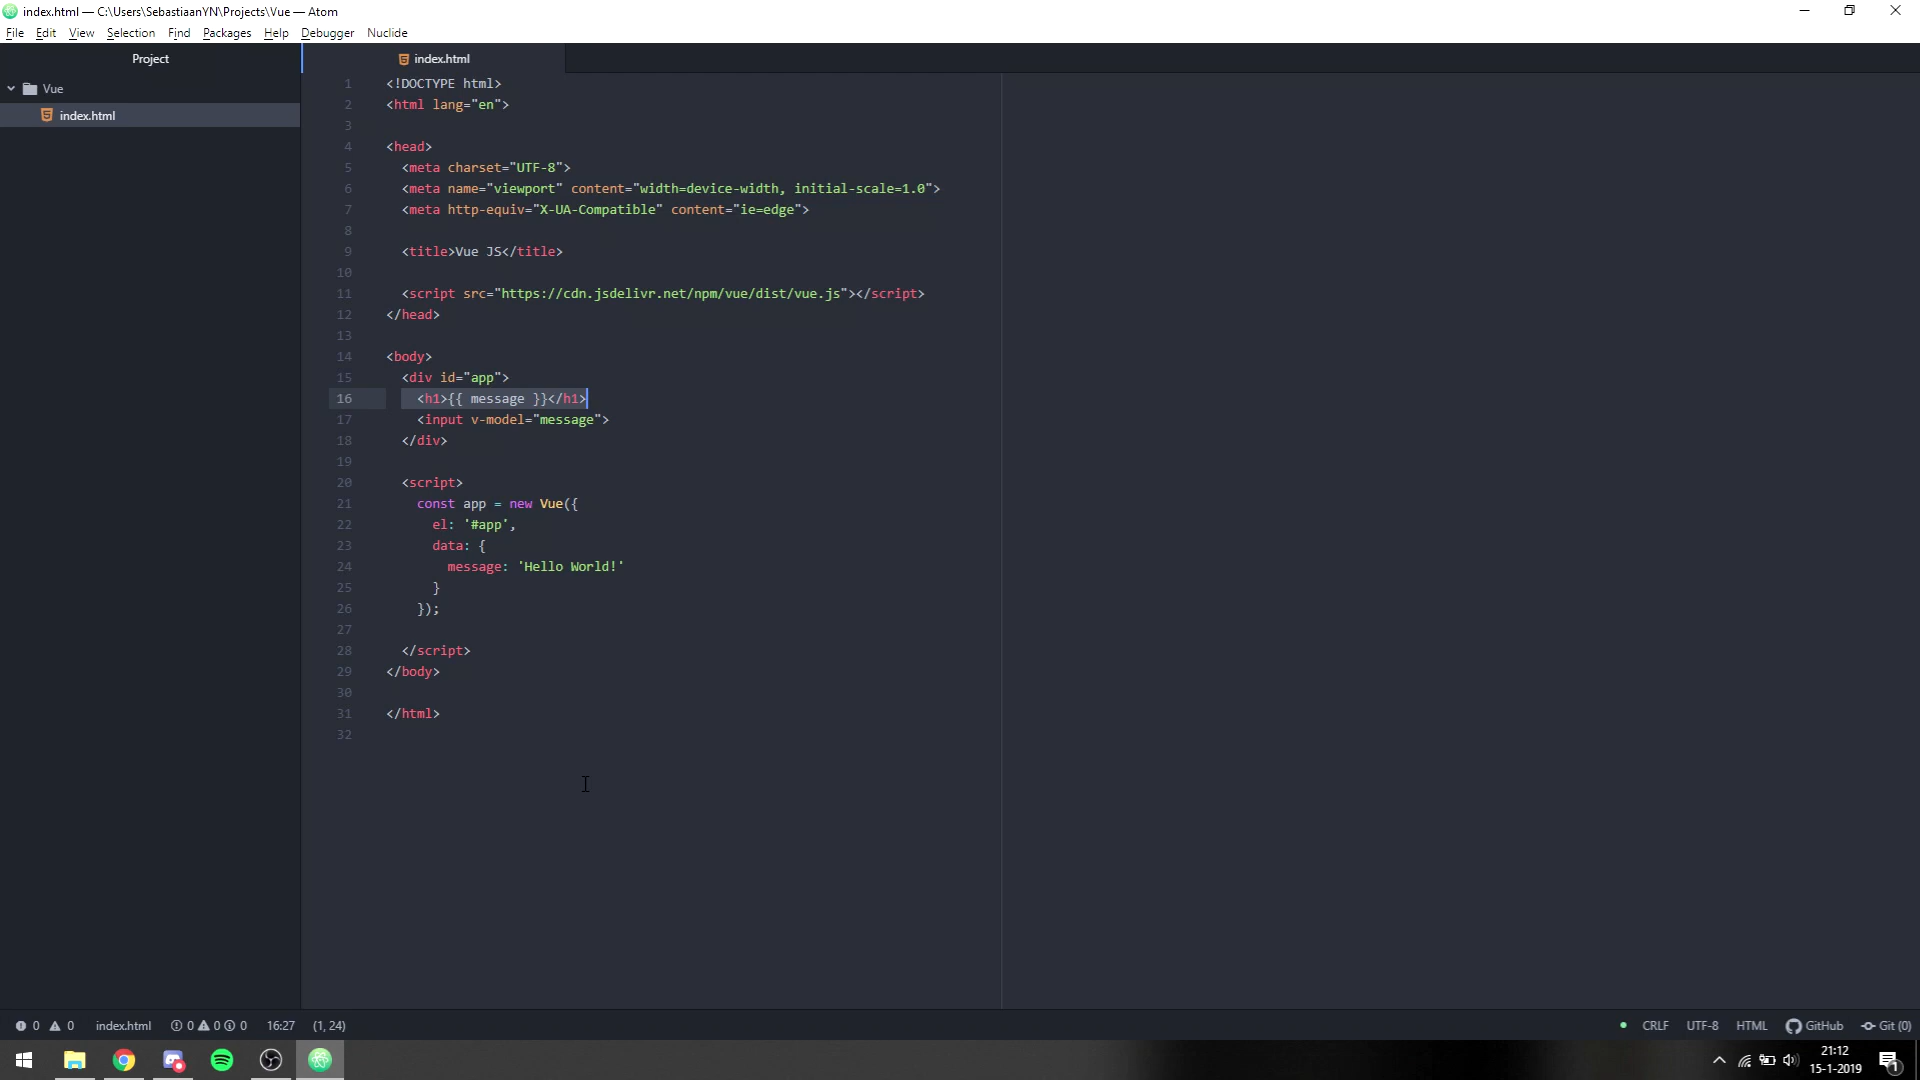 index.html — C:\Users\SebastiaanYN\Projects\Vue — Atom
File Edit View Selection Find Packages Help Debugger Nuclide
Project
Vue
index.html
index.html
1 <!DOCTYPE html>
2 <html lang="en">
3
4 <head>
5 <meta charset="UTF-8">
6 <meta name="viewport" content="width=device-width, initial-scale=1.0">
7 <meta http-equiv="X-UA-Compatible" content="ie=edge">
8
9 <title>Vue JS</title>
10
11 <script src="https://cdn.jsdelivr.net/npm/vue/dist/vue.js"></script>
12 </head>
13
14 <body>
15 <div id="app">
16 <h1>{{ message }}</h1>
17 <input v-model="message">
18 </div>
19
20 <script>
21 const app = new Vue({
22 el: '#app',
23 data: {
24 message: 'Hello World!'
25 }
26 });
27
28 </script>
29 </body>
30
31 </html>
32
0 0 index.html 0 0 0 16:27 (1, 24) CRLF UTF-8 HTML GitHub Git (0)
21:12
15-1-2019
1